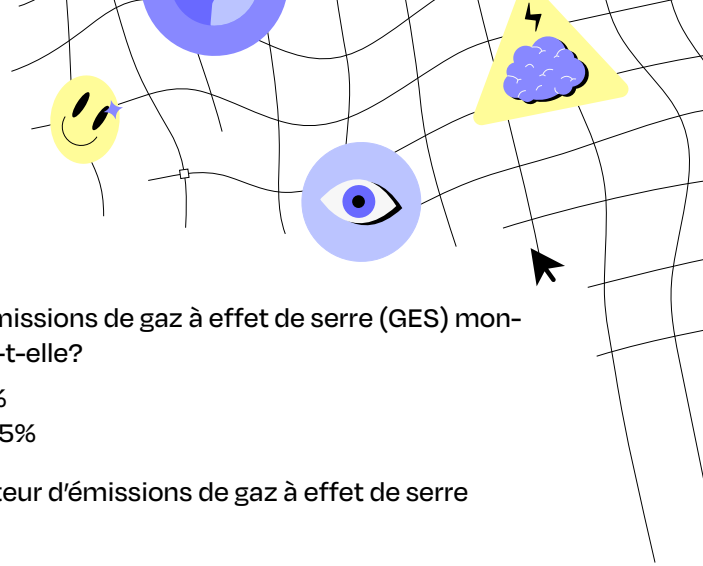 missions de gaz à effet de serre (GES) mon-
-t-elle?
%
5%
teur d’émissions de gaz à effet de serre